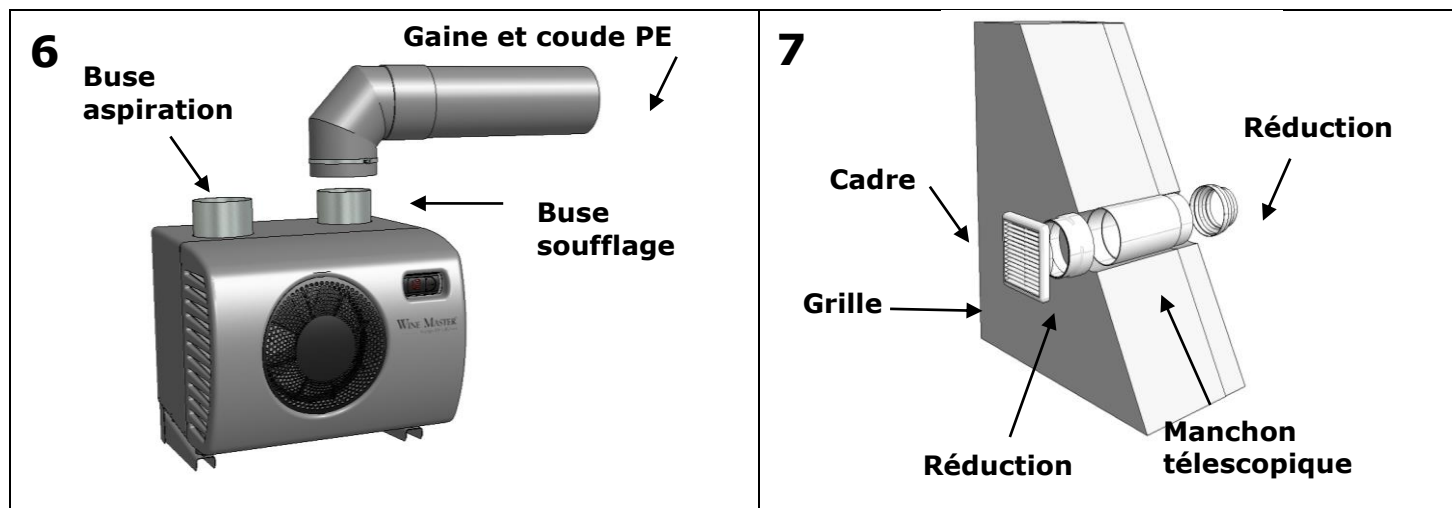 6
Gaine et coude PE
Buse
aspiration
Buse
soufflage
WINE MASTER
7
Réduction
Cadre
Grille
Réduction
Manchon
télescopique